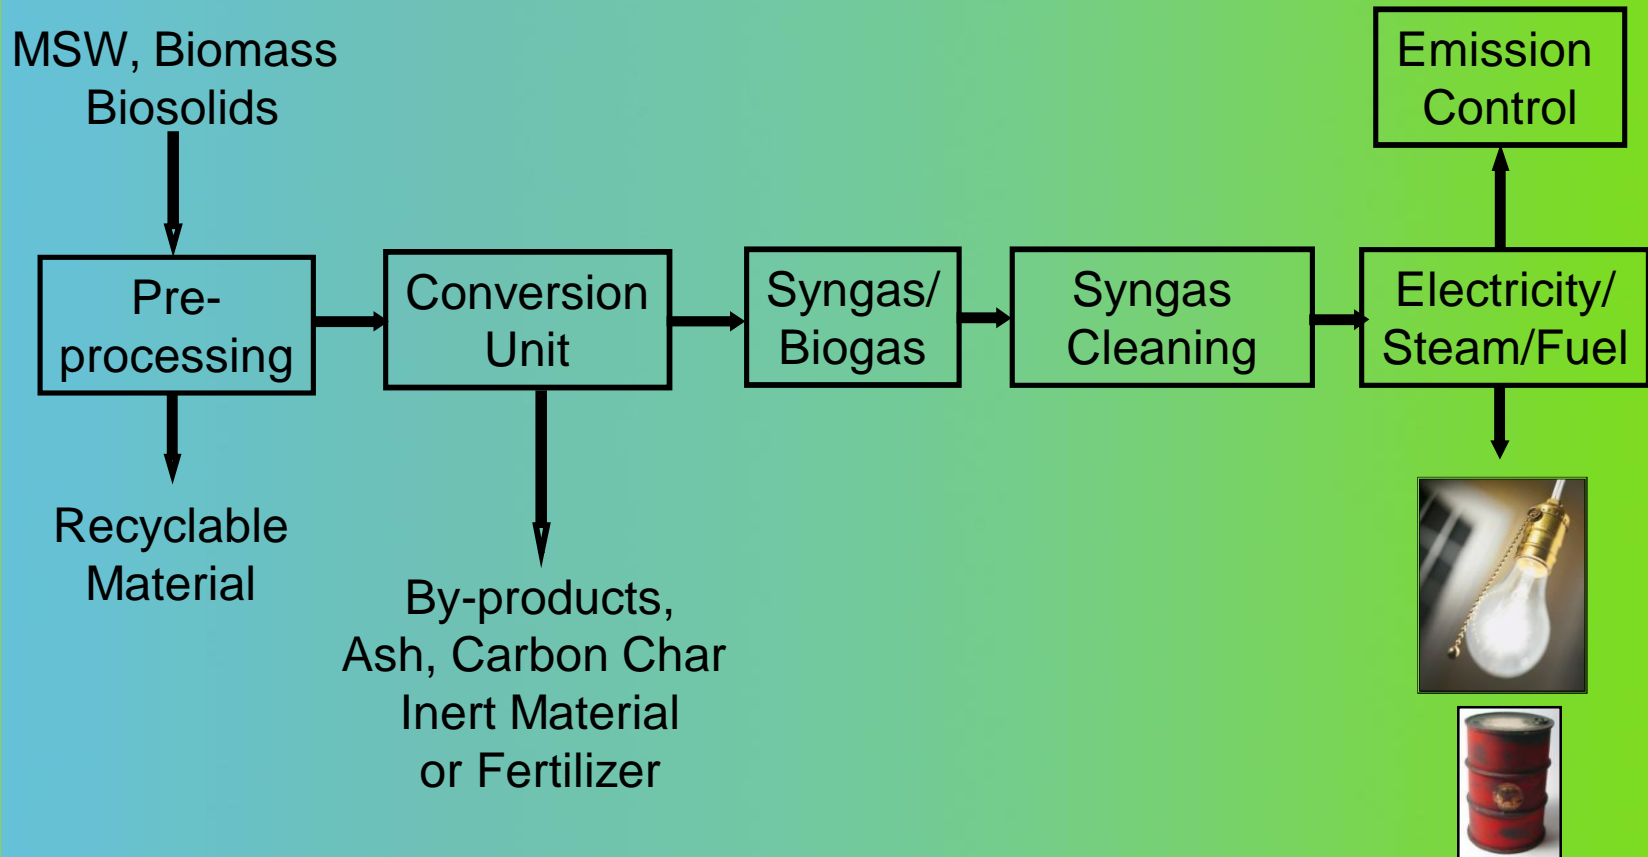 MSW, Biomass
Biosolids
Emission
Control
Pre-
processing
Conversion
Unit
Syngas/
Biogas
Syngas
Cleaning
Electricity/
Steam/Fuel
Recyclable
Material
By-products,
Ash, Carbon Char
Inert Material
or Fertilizer